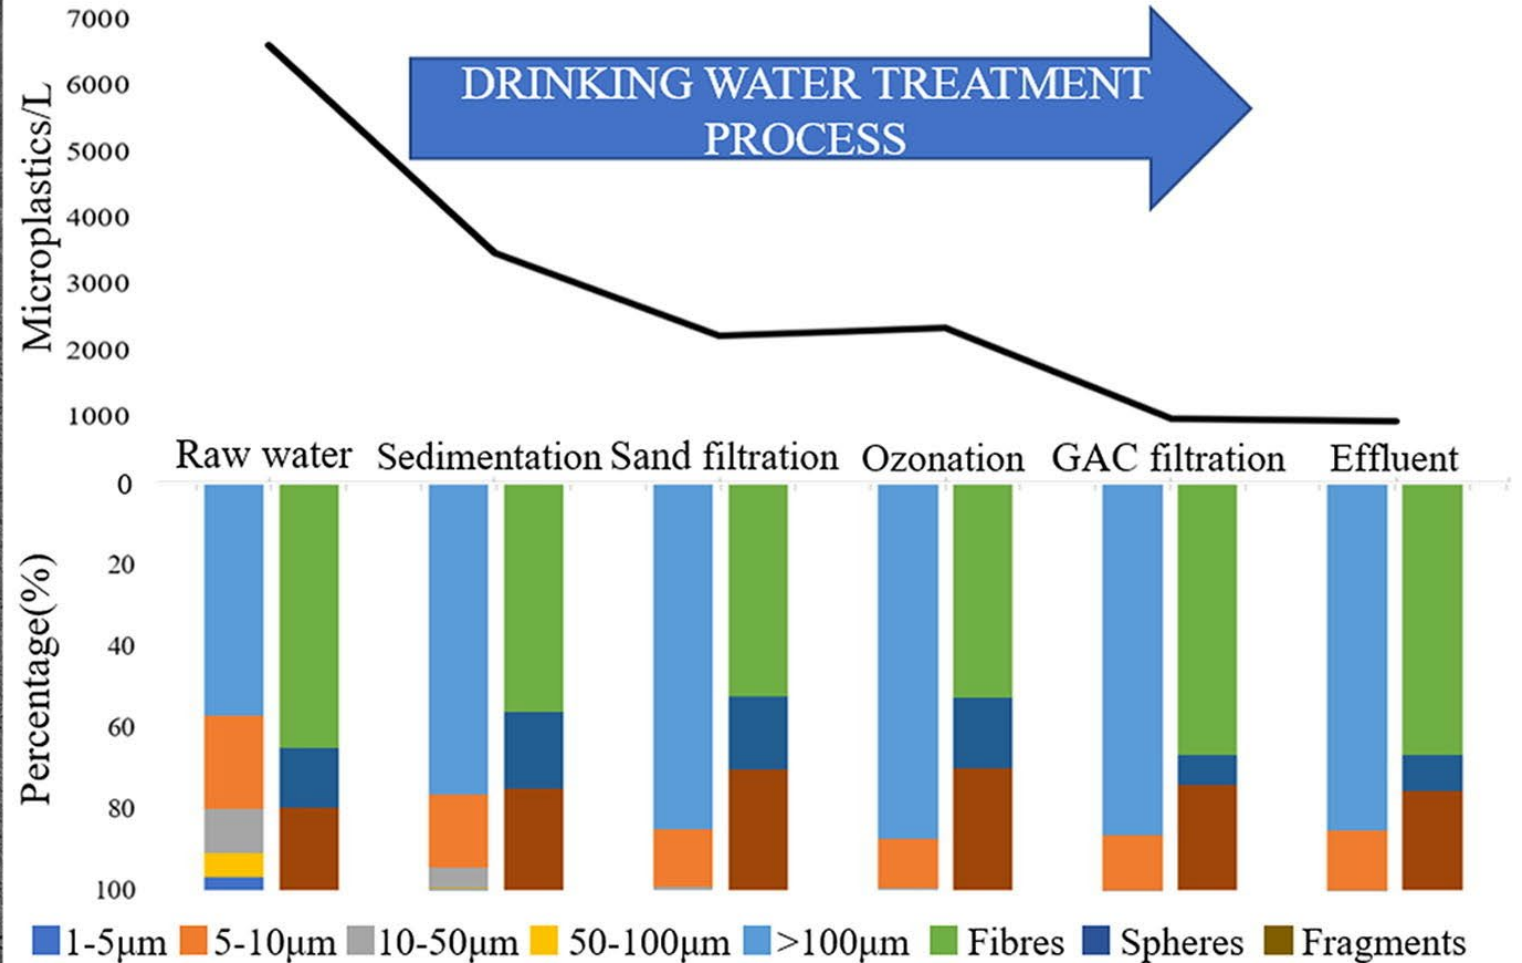 7000
6000
5000
4000
3000
2000
1000
0
Microplastics/L
DRINKING WATER TREATMENT
PROCESS
Raw water Sedimentation Sand filtration Ozonation GAC filtration Effluent
20
40
60
80
100
Percentage(%)
1-5μm 5-10μm 10-50μm 50-100μm >100μm Fibres Spheres Fragments